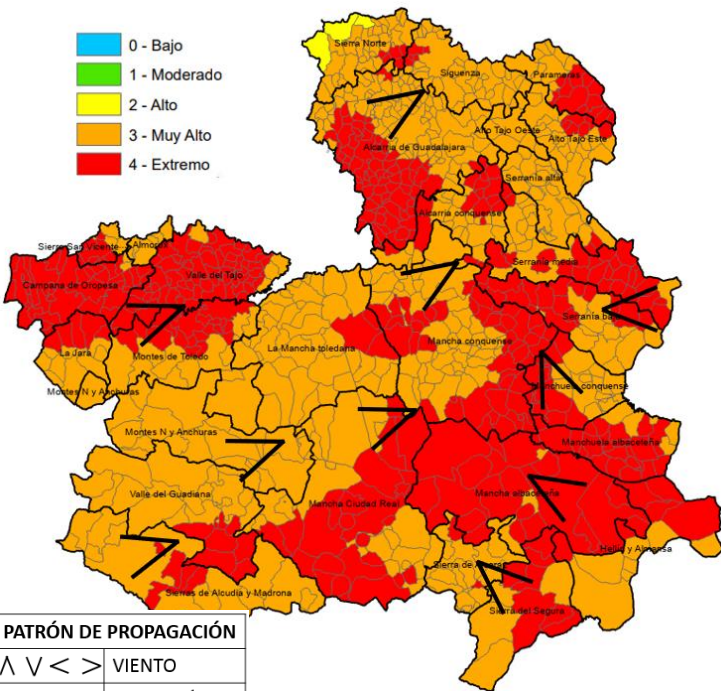 0 - Bajo
1 - Moderado
2 - Alto
3 - Muy Alto
4 - Extremo
Sierra Norte
Siguenza
Parameras
Alcarria de Guadalajara
Alto Tajo Oeste
Alto Tajo Este
Serranía alta
Alcarria conquense
Sierra San Vicente
Almorox
Valle del Tajo
Campana de Oropesa
Serranía media
Serranía baja
La Jara
Montes de Toledo
La Mancha toledana
Mancha conquense
Manchuela conquense
Montes N y Anchuras
Montes N y Anchuras
Manchuela albaceteña
Valle del Guadiana
Mancha Ciudad Real
Mancha albaceteña
Hellín y Almansa
Sierra de Alcaraz
Sierras de Alcudia y Madrona
Sierra del Segura
PATRÓN DE PROPAGACIÓN
VIENTO